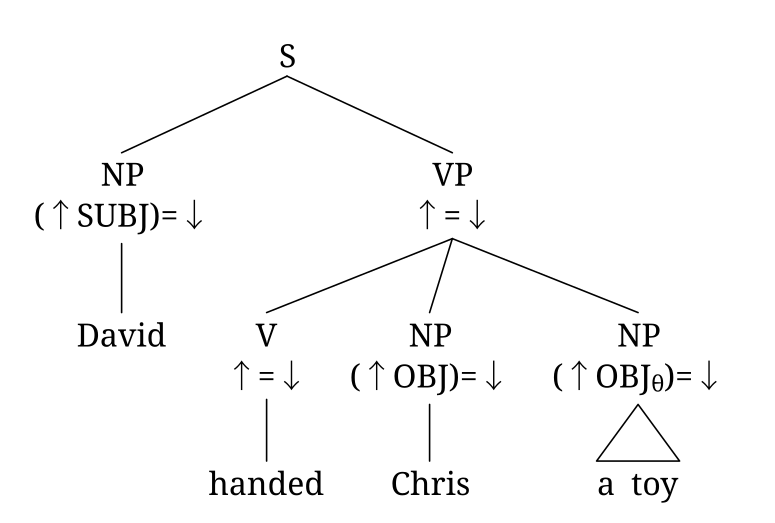 S
NP VP
(↑SUBJ)=↓ ↑=↓
David V NP NP
↑=↓ (↑OBJ)=↓ (↑OBJθ)=↓
handed Chris a toy